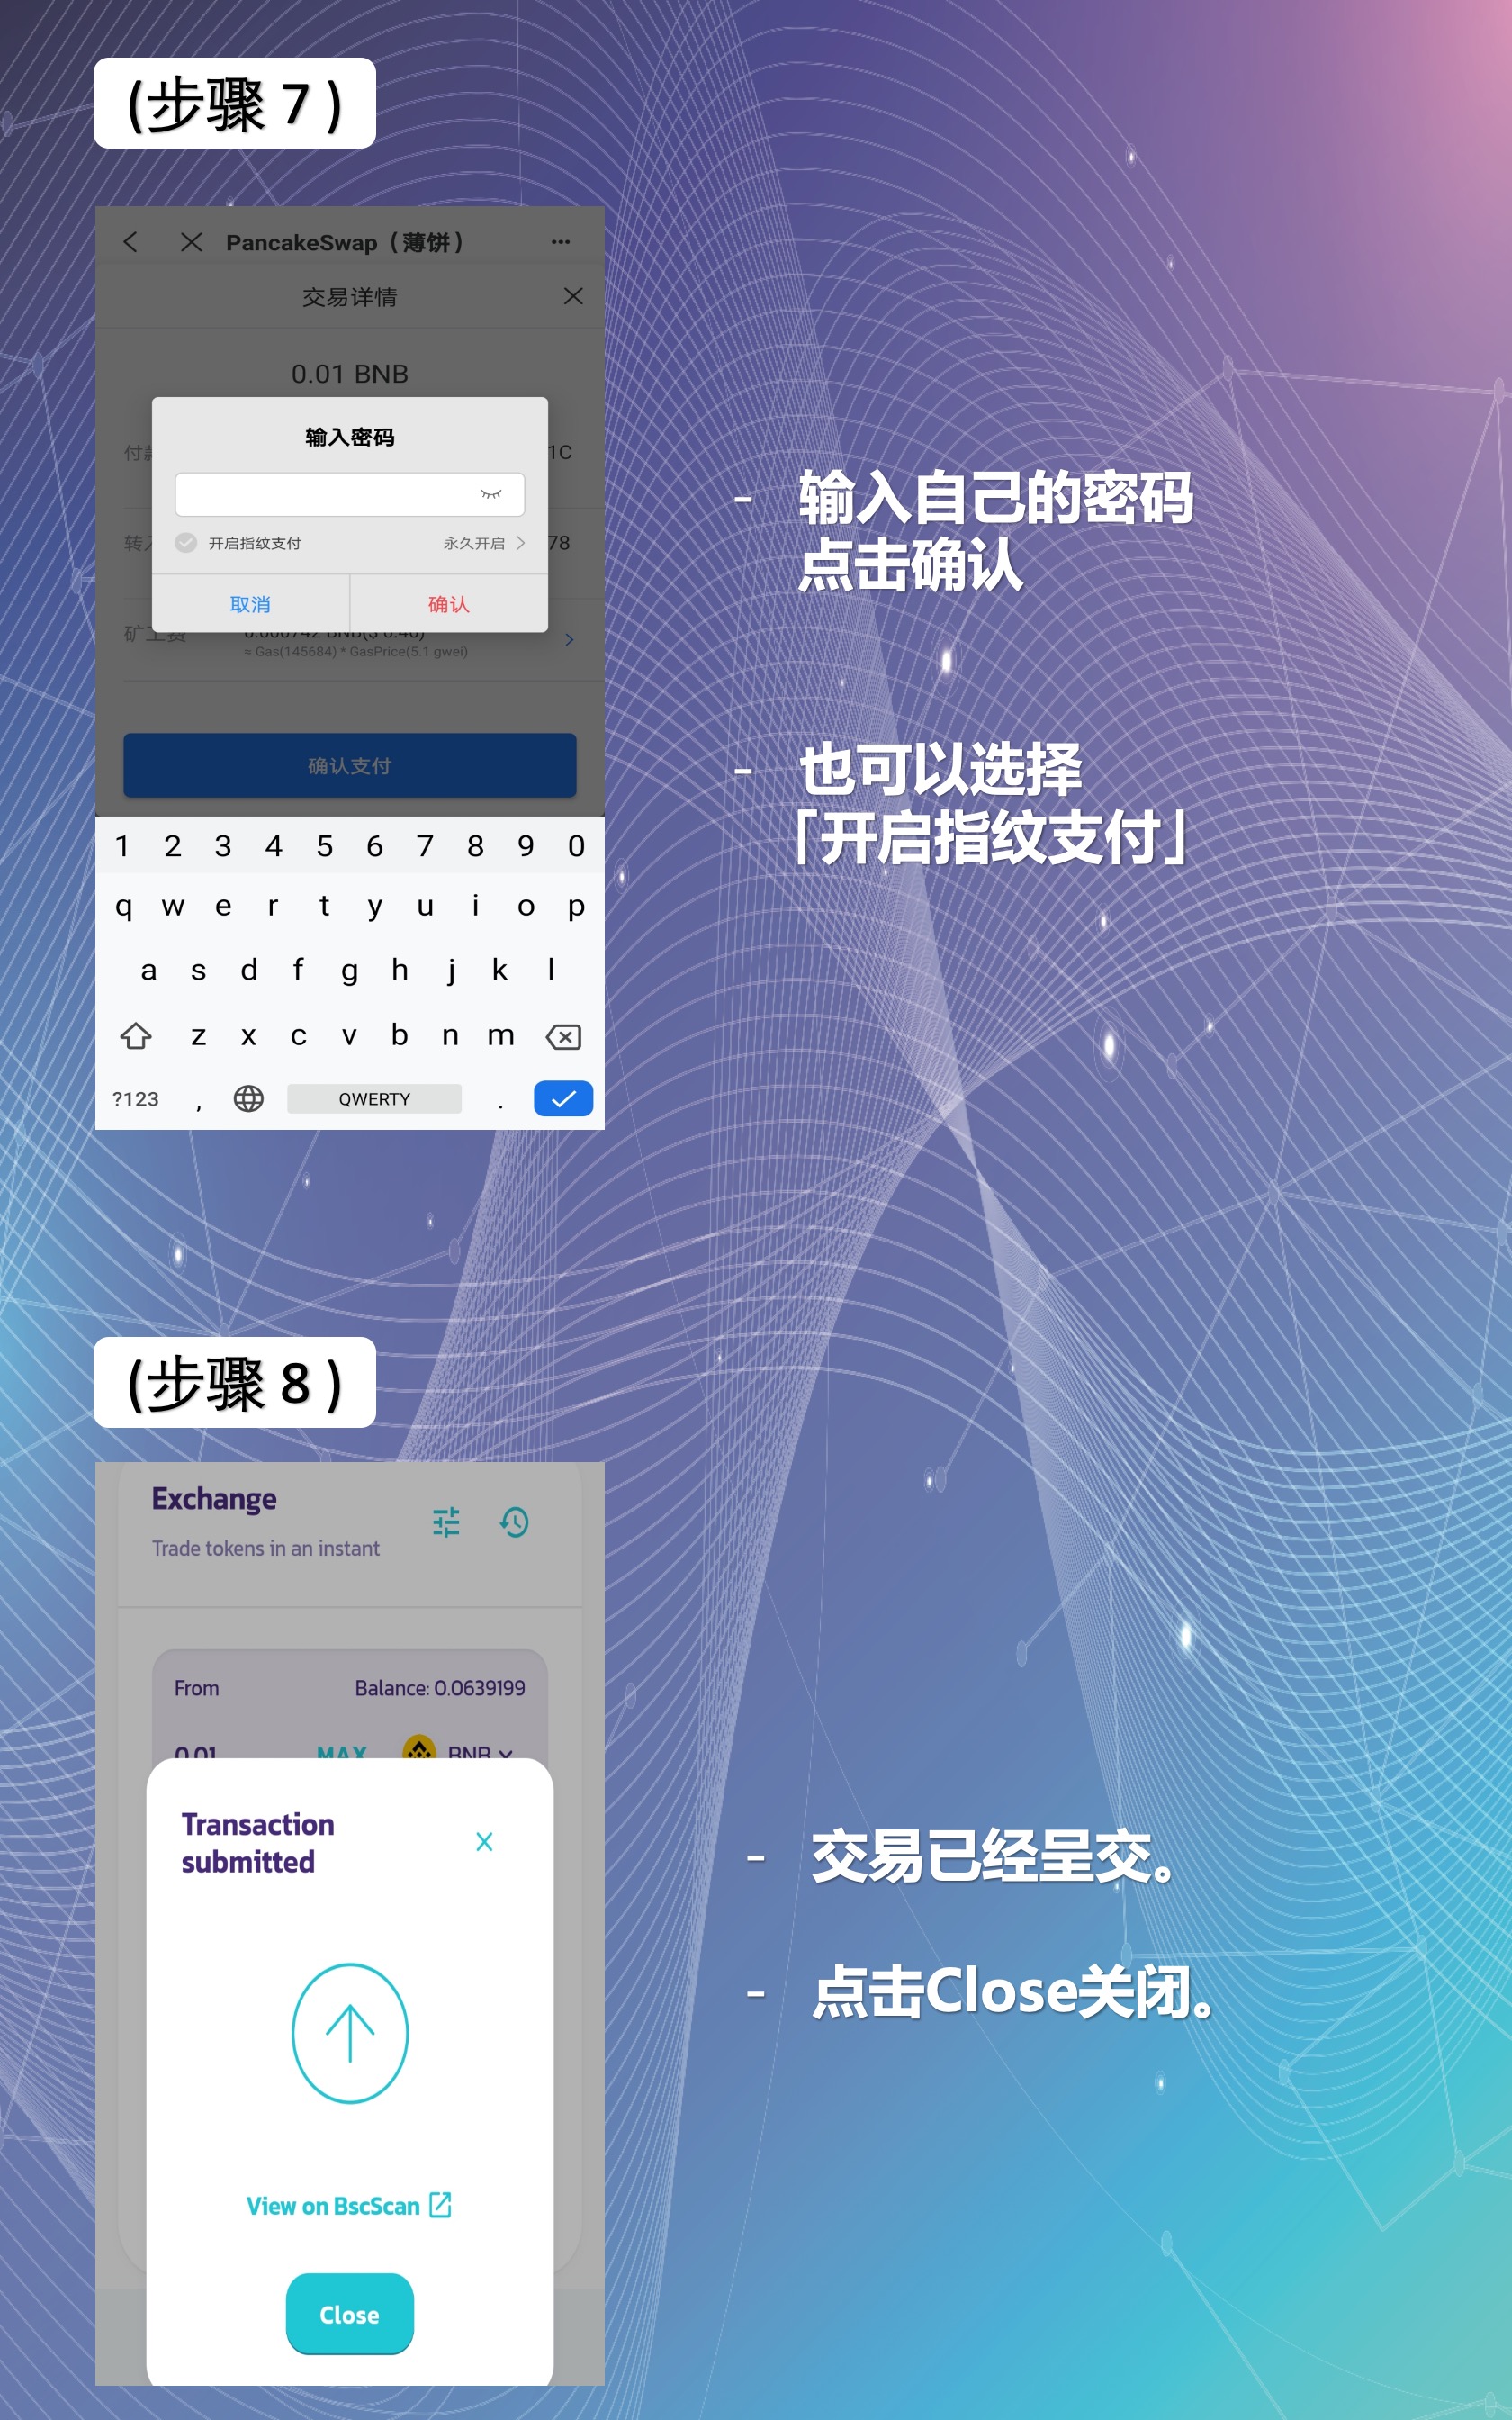 (步骤 7 )
PancakeSwap（薄饼） ···
交易详情
0.01 BNB
输入密码
付 1C
开启指纹支付 永久开启
转 78
取消 确认
矿工费
≈ Gas(145684) * GasPrice(5.1 gwei)
确认支付
1 2 3 4 5 6 7 8 9 0
q w e r t y u i o p
a s d f g h j k l
z x c v b n m
?123 , QWERTY .
- 输入自己的密码
点击确认
- 也可以选择
「开启指纹支付」
(步骤 8 )
Exchange
Trade tokens in an instant
From Balance: 0.0639199
0.01 MAX BNB
Transaction
submitted
View on BscScan
Close
- 交易已经呈交。
- 点击Close关闭。